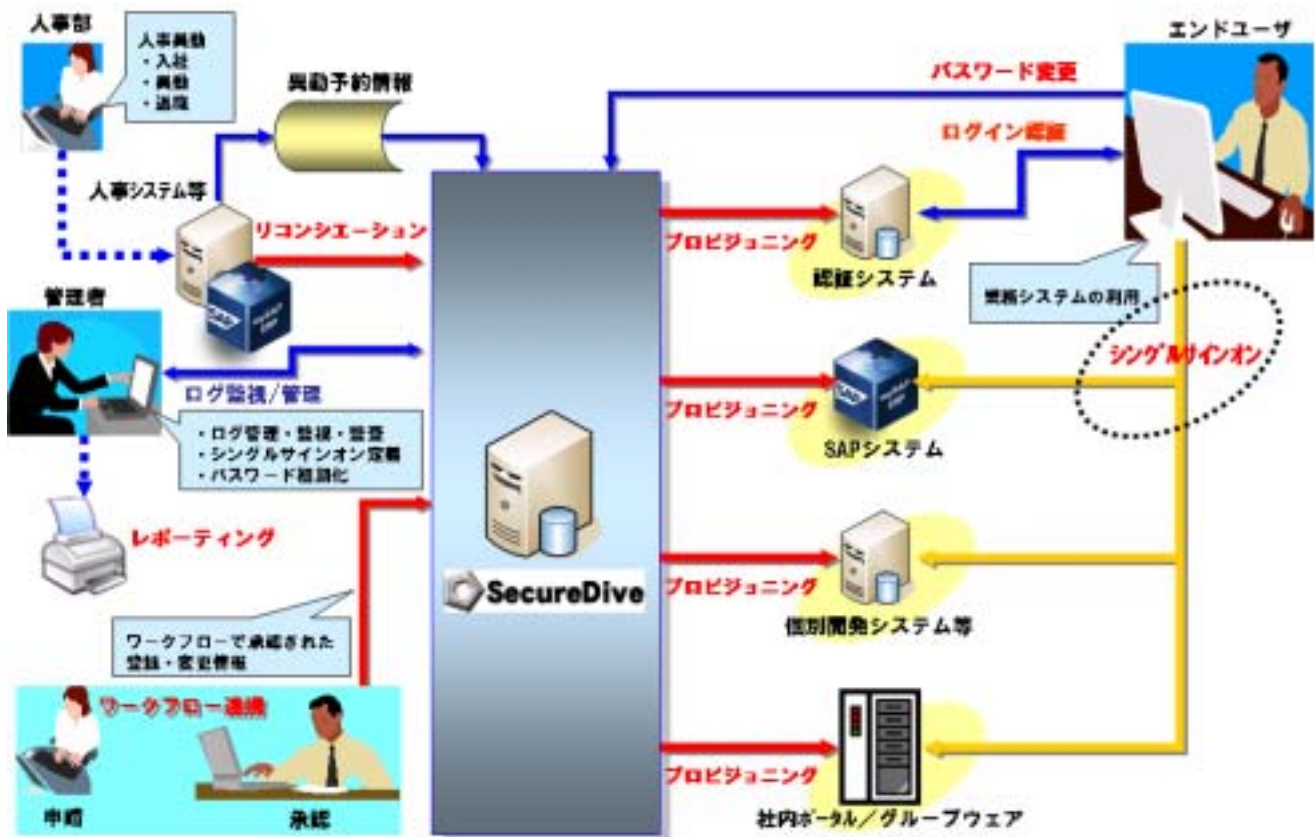 人事部
人事異動
・入社
・異動
・退職
異動予約情報
人事システム等
リコンシエーション
管理者
ログ監視/管理
・ログ管理・監視・監査
・シングルサインオン定義
・パスワード初期化
レポーティング
ワークフローで承認された
登録・変更情報
ワークフロー連携
申請
承認
SecureDive
エンドユーザ
パスワード変更
ログイン認証
プロビジョニング
認証システム
業務システムの利用
シングルサインオン
プロビジョニング
SAP
SAPシステム
プロビジョニング
個別開発システム等
プロビジョニング
社内ポータル/グループウェア